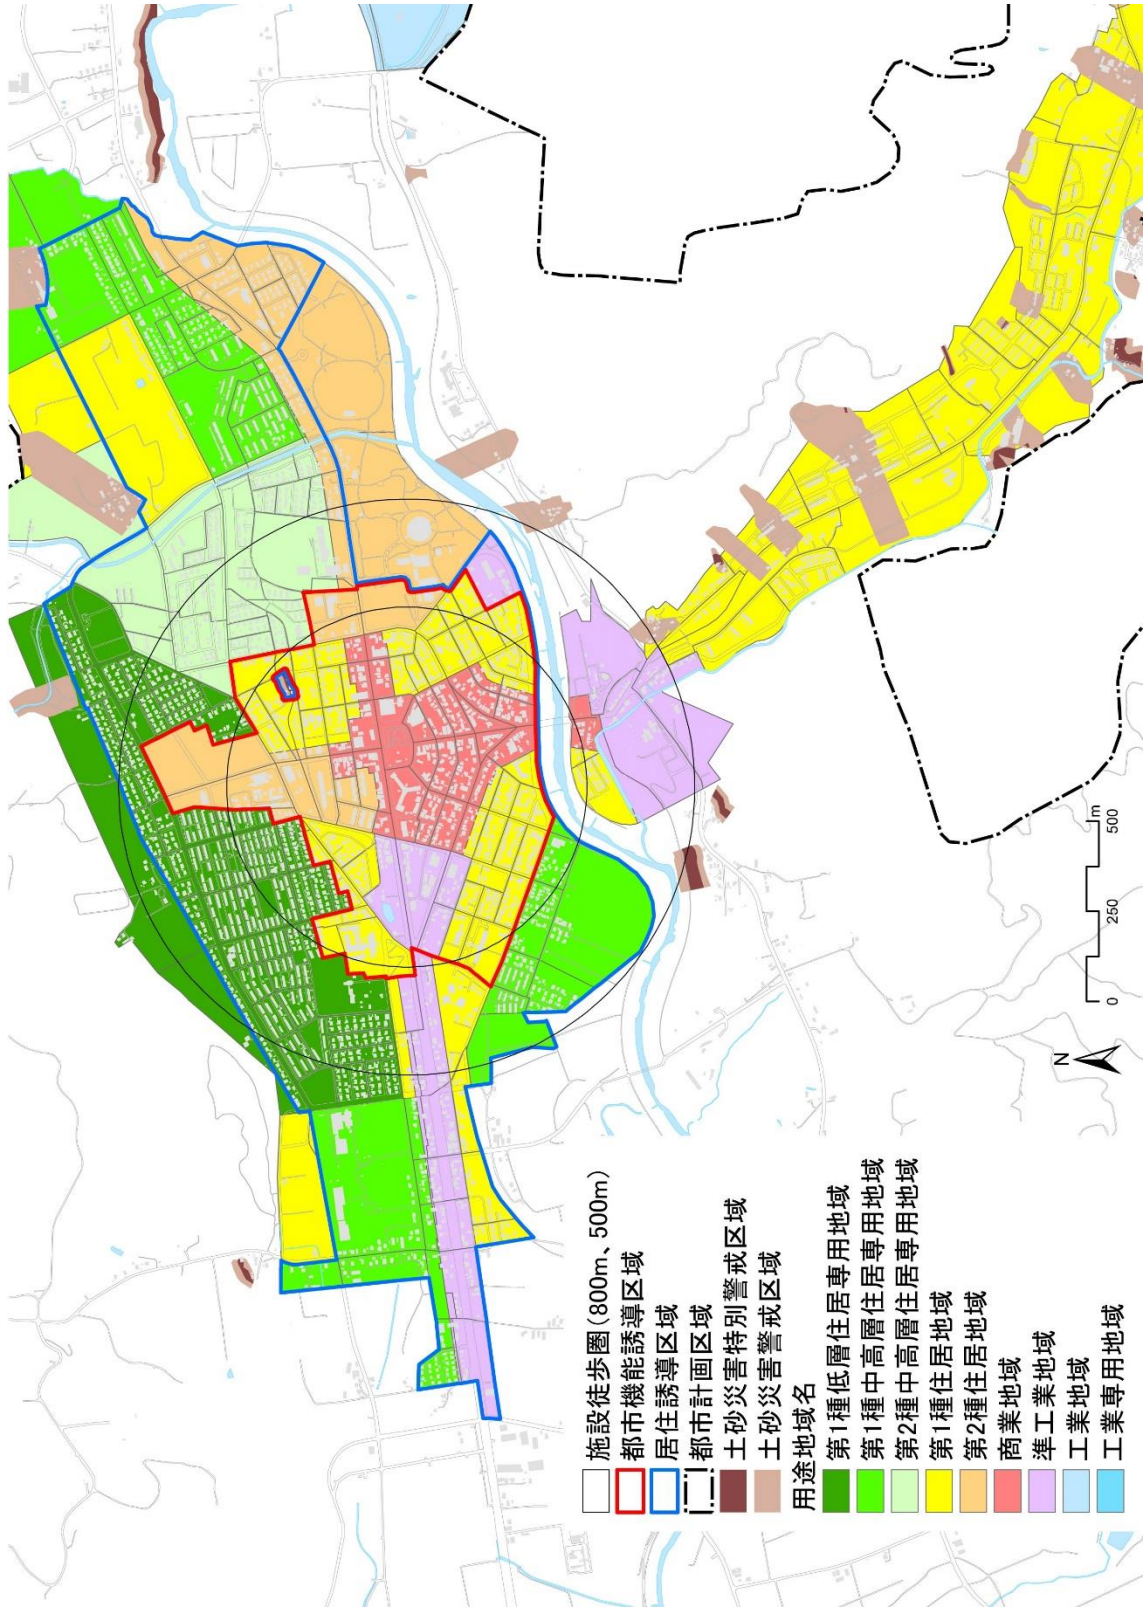 N
0
250
500
m
施設徒歩圏(800m、500m)
都市機能誘導区域
居住誘導区域
都市計画区域
土砂災害特別警戒区域
土砂災害警戒区域
用途地域名
第1種低層住居専用地域
第1種中高層住居専用地域
第2種中高層住居専用地域
第1種住居地域
第2種住居地域
商業地域
準工業地域
工業地域
工業専用地域